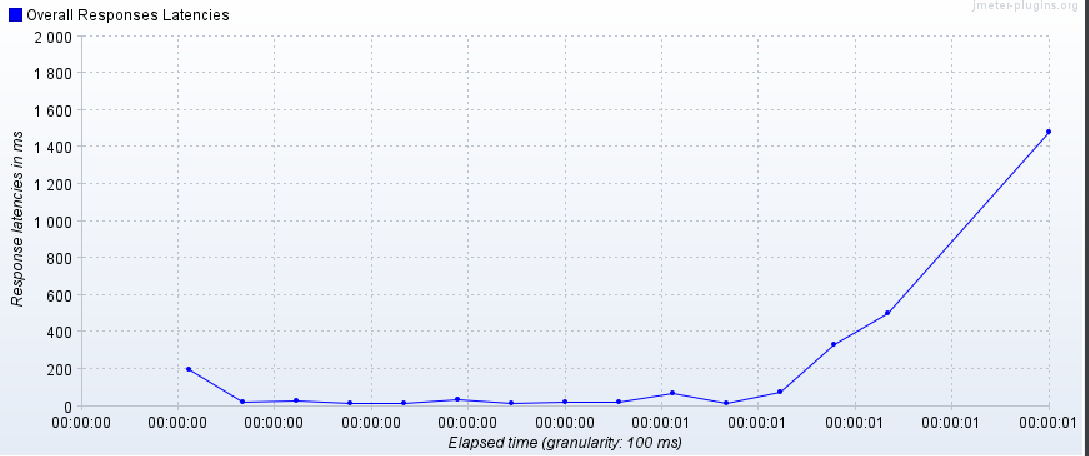 jmeter-plugins.org
Overall Responses Latencies
2 000
1 800
1 600
1 400
1 200
1 000
800
600
400
200
0
Response latencies in ms
00:00:00 00:00:00 00:00:00 00:00:00 00:00:00 00:00:00 00:00:01 00:00:01 00:00:01 00:00:01 00:00:01
Elapsed time (granularity: 100 ms)